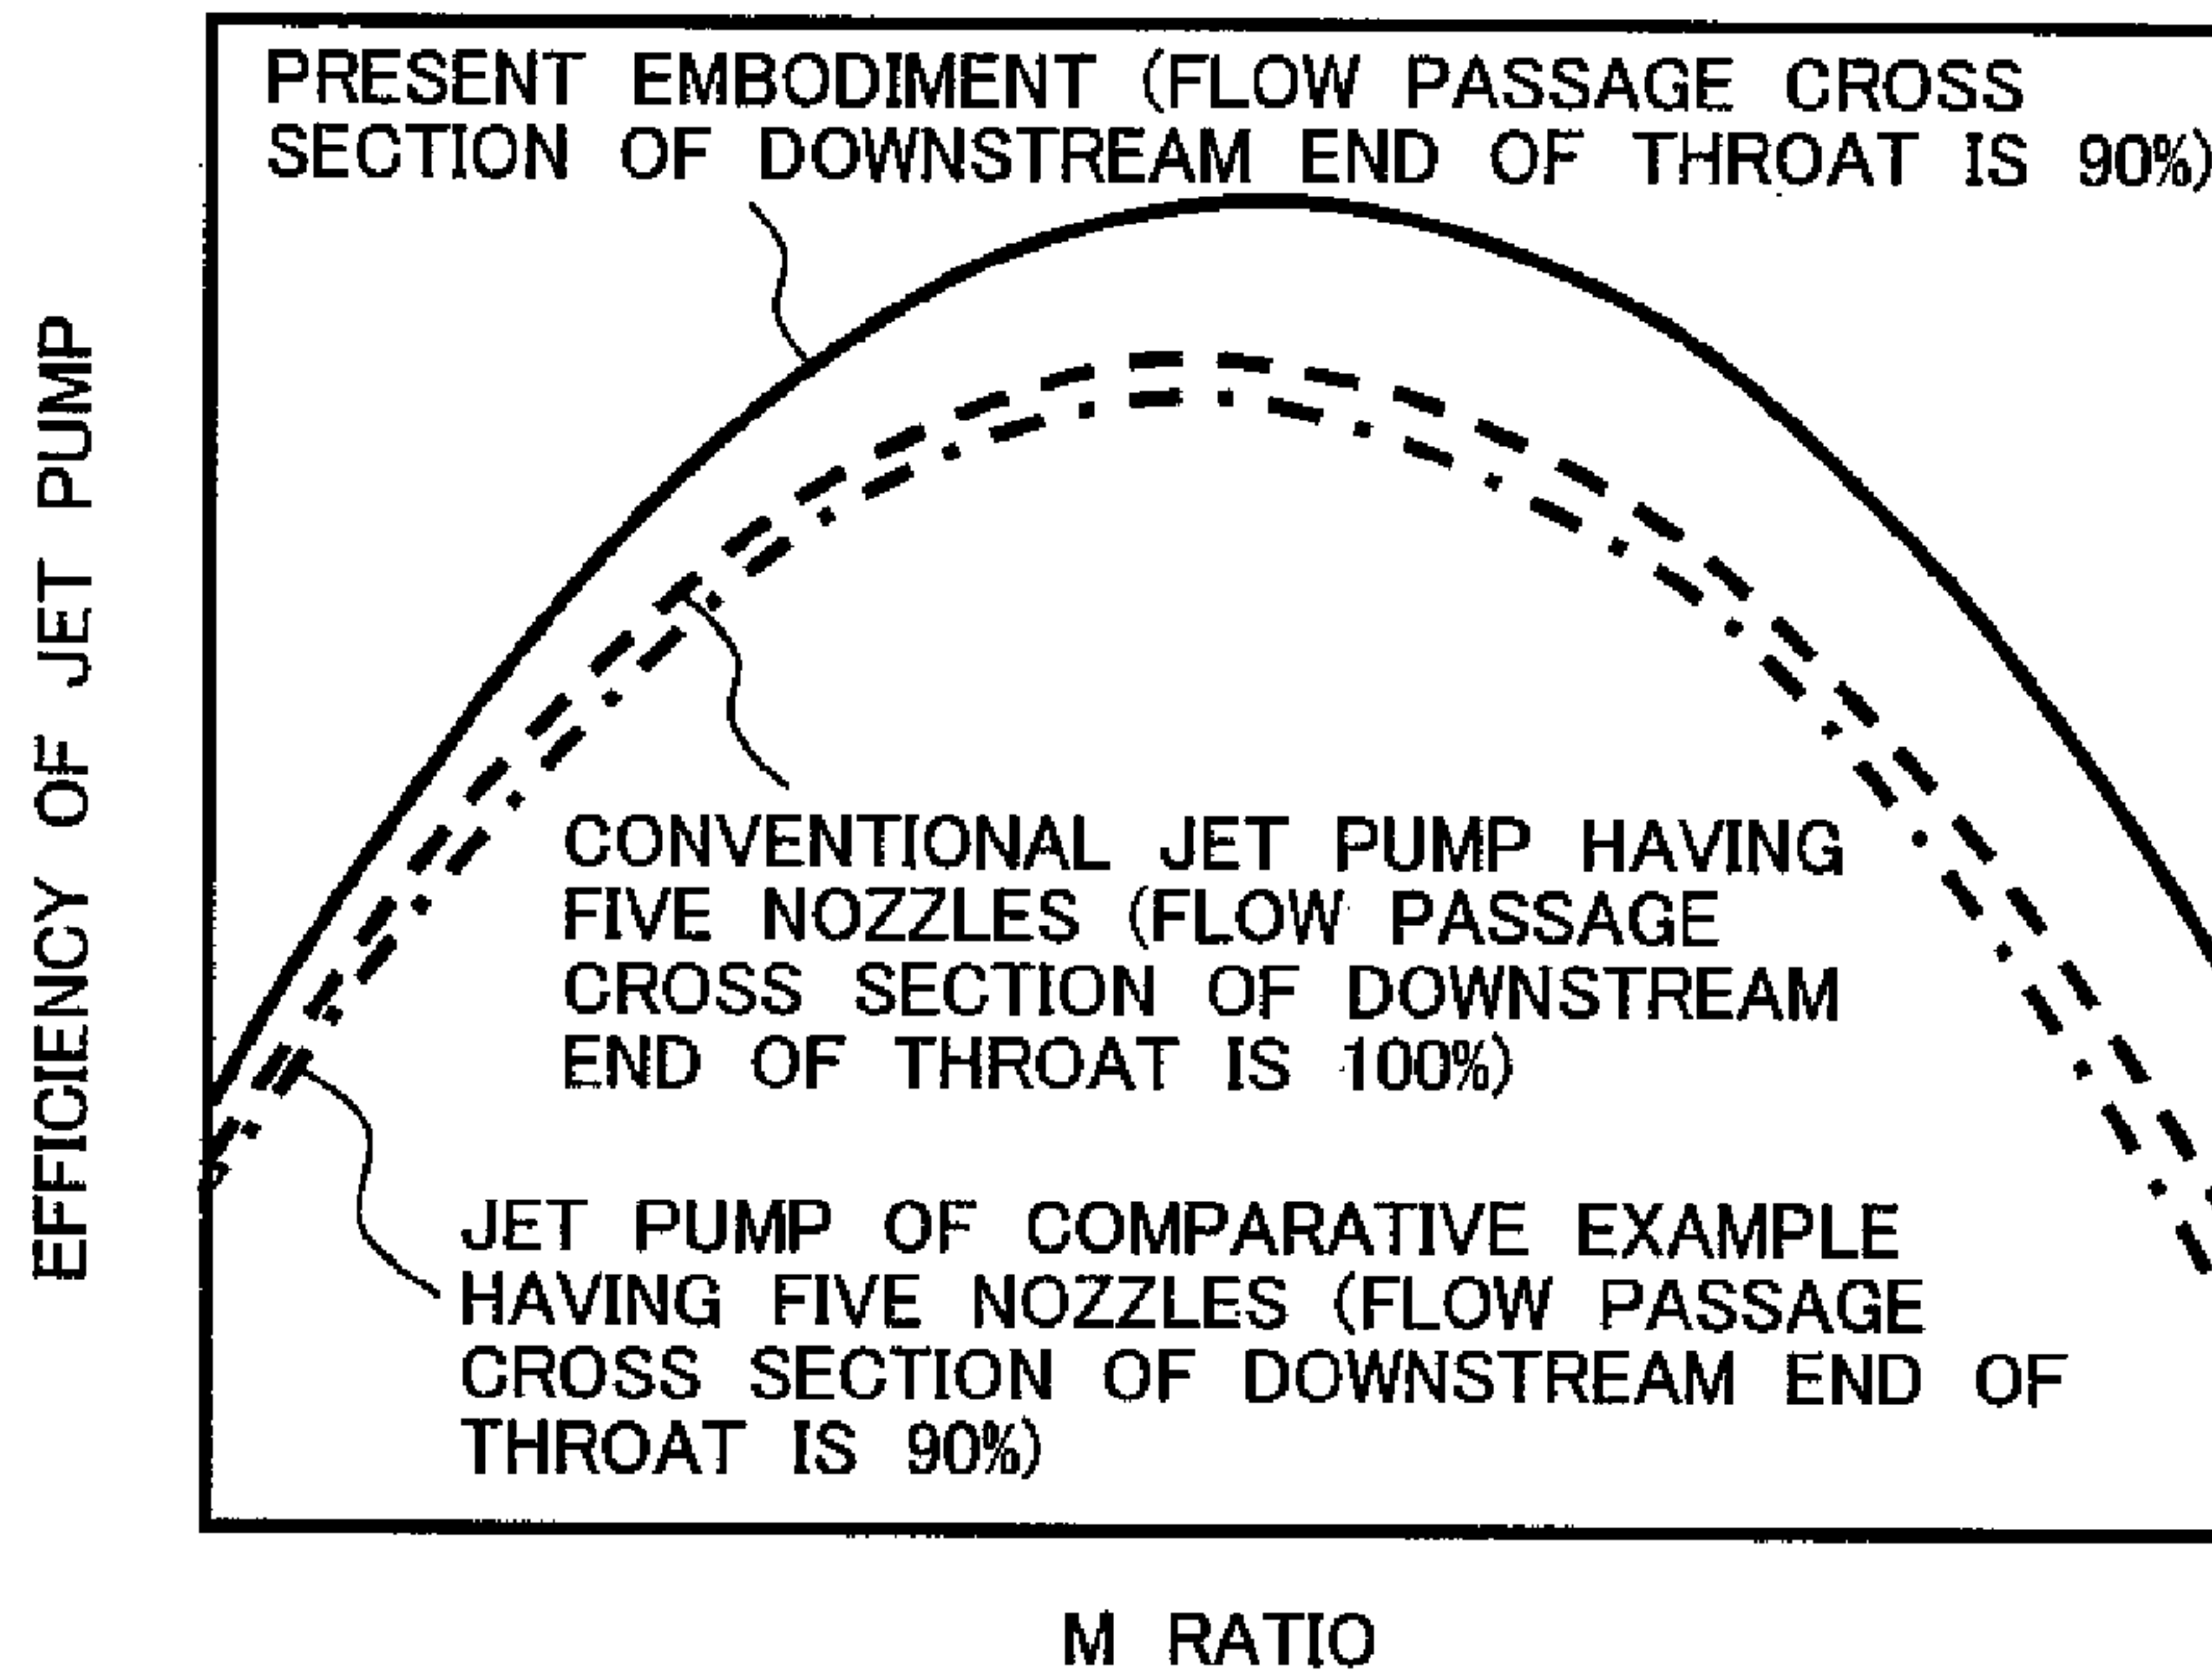 PRESENT EMBODIMENT (FLOW PASSAGE CROSS
SECTION OF DOWNSTREAM END OF THROAT IS 90%)
EFFICIENCY OF JET PUMP
CONVENTIONAL JET PUMP HAVING
FIVE NOZZLES (FLOW PASSAGE
CROSS SECTION OF DOWNSTREAM
END OF THROAT IS 100%)
JET PUMP OF COMPARATIVE EXAMPLE
HAVING FIVE NOZZLES (FLOW PASSAGE
CROSS SECTION OF DOWNSTREAM END OF
THROAT IS 90%)
M RATIO